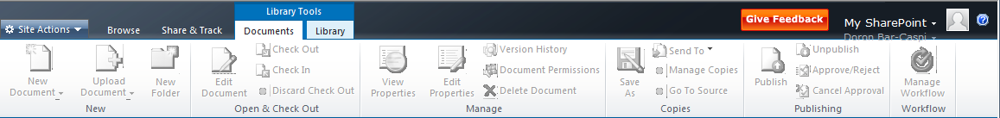 Library Tools
Give Feedback
My SharePoint
Site Actions
Browse
Share & Track
Documents
Library
Doron Bar-Caspi
New Document
Upload Document
New Folder
New
Edit Document
Check Out
Check In
Discard Check Out
Open & Check Out
View Properties
Edit Properties
Version History
Document Permissions
Delete Document
Manage
Save As
Send To
Manage Copies
Go To Source
Copies
Publish
Unpublish
Approve/Reject
Cancel Approval
Publishing
Manage Workflow
Workflow